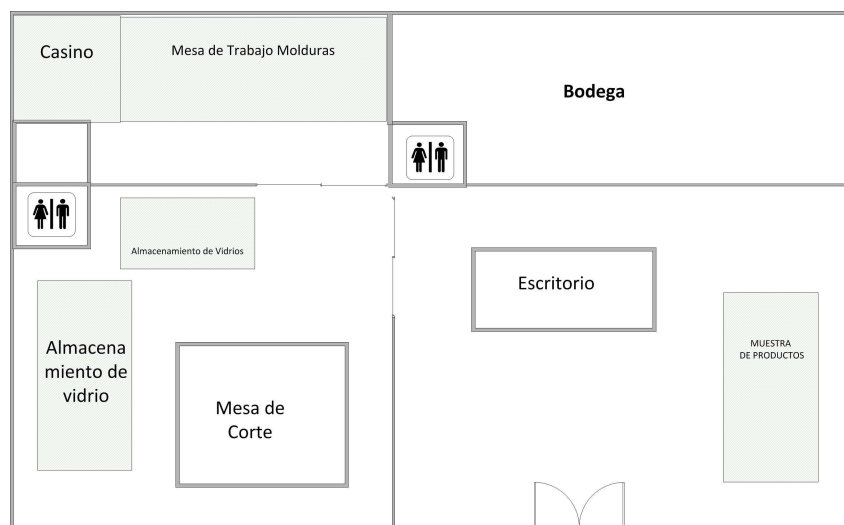 Casino
Mesa de Trabajo Molduras
Bodega
Almacenamiento de Vidrios
Escritorio
Almacena
miento de
vidrio
MUESTRA
DE PRODUCTOS
Mesa de
Corte